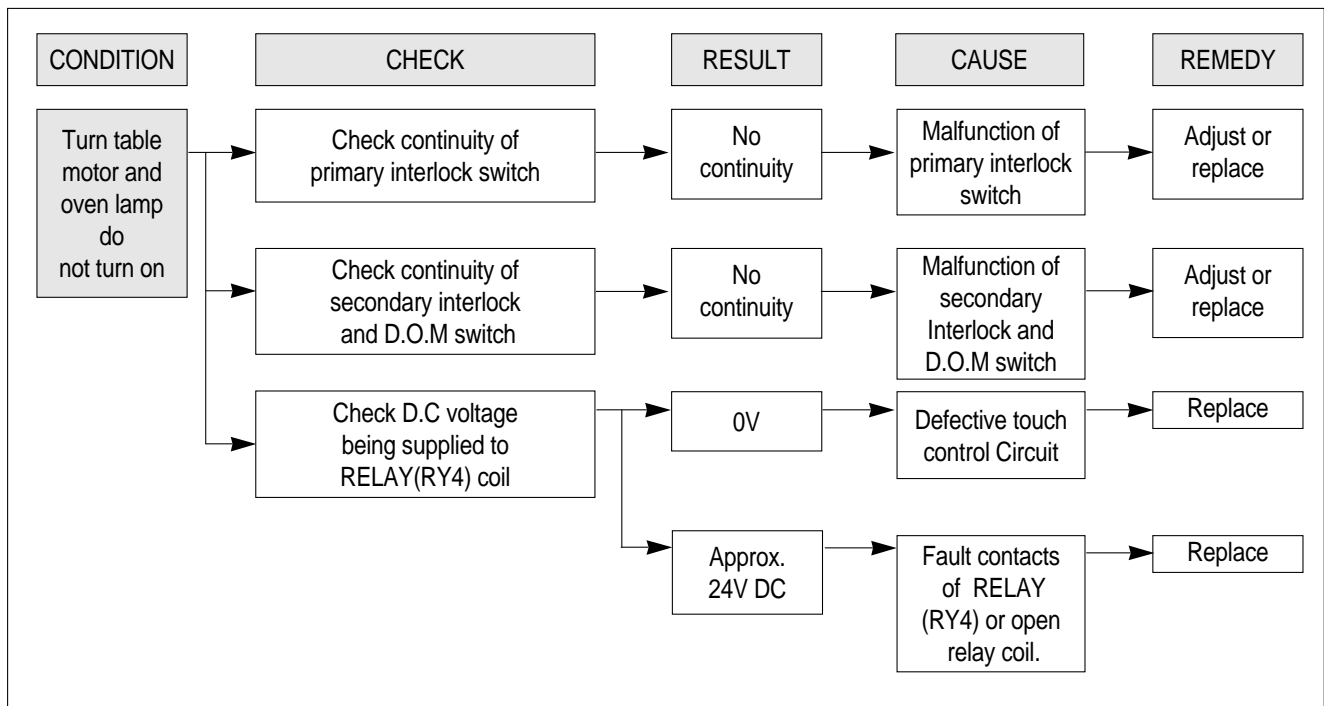 CONDITION
CHECK
RESULT
CAUSE
REMEDY
Turn table
motor and
oven lamp
do
not turn on
Check continuity of
primary interlock switch
No
continuity
Malfunction of
primary interlock
switch
Adjust or
replace
Check continuity of
secondary interlock
and D.O.M switch
No
continuity
Malfunction of
secondary
Interlock and
D.O.M switch
Adjust or
replace
Check D.C voltage
being supplied to
RELAY(RY4) coil
0V
Defective touch
control Circuit
Replace
Approx.
24V DC
Fault contacts
of RELAY
(RY4) or open
relay coil.
Replace